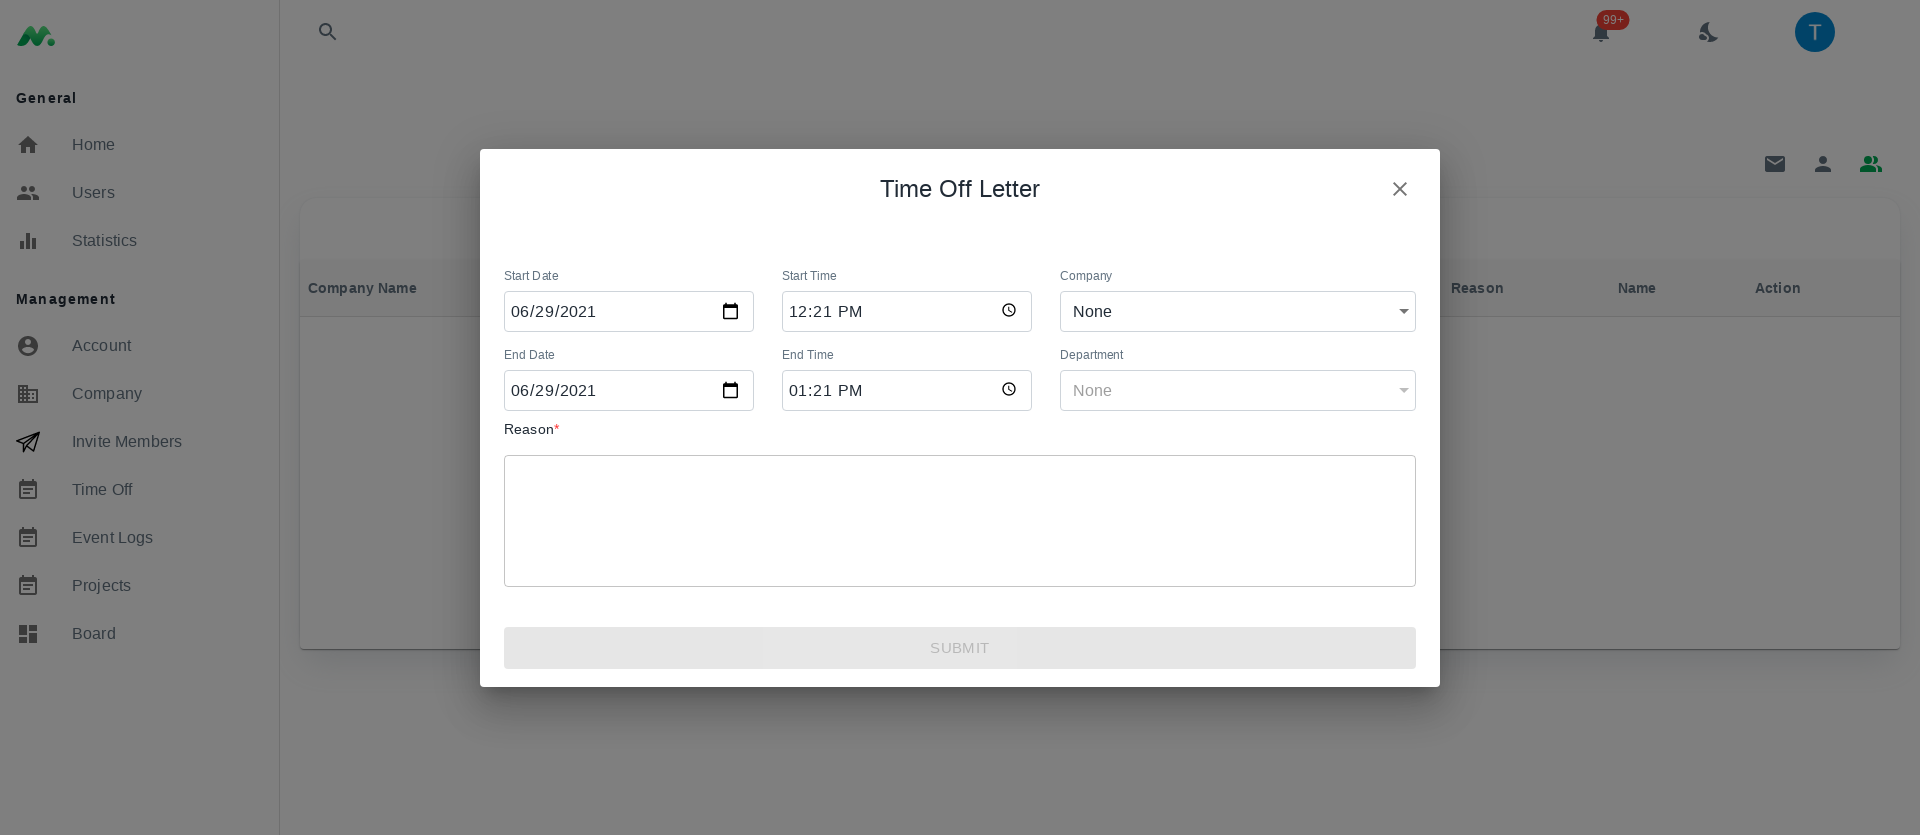 99+
T
General
Home
Users
Statistics
Management
Account
Company
Invite Members
Time Off
Event Logs
Projects
Board
Company Name
Reason
Name
Action
Time Off Letter
Start Date
Start Time
Company
06/29/2021
12:21 PM
None
End Date
End Time
Department
06/29/2021
01:21 PM
None
Reason*
SUBMIT